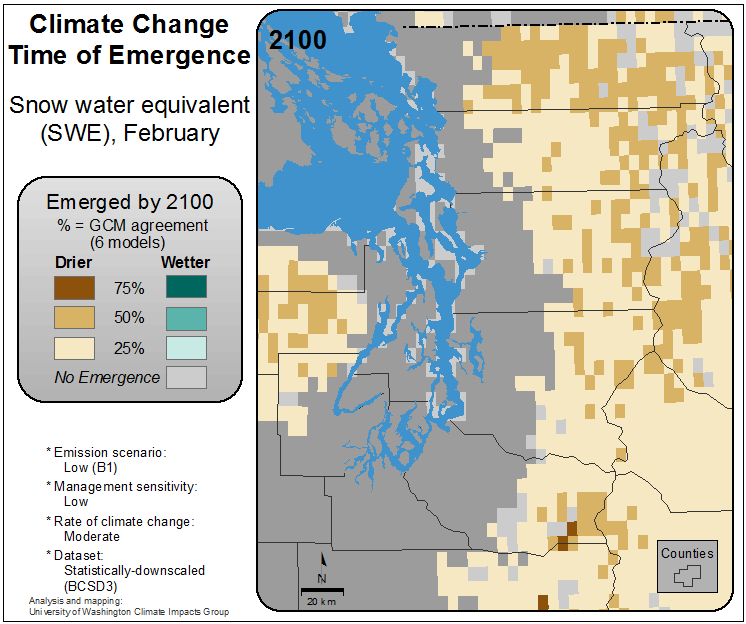 Climate Change
Time of Emergence
Snow water equivalent
(SWE), February
Emerged by 2100
% = GCM agreement
(6 models)
Drier Wetter
75%
50%
25%
No Emergence
* Emission scenario:
Low (B1)
* Management sensitivity:
Low
* Rate of climate change:
Moderate
* Dataset:
Statistically-downscaled
(BCSD3)
Analysis and mapping:
University of Washington Climate Impacts Group
2100
N
20 km
Counties